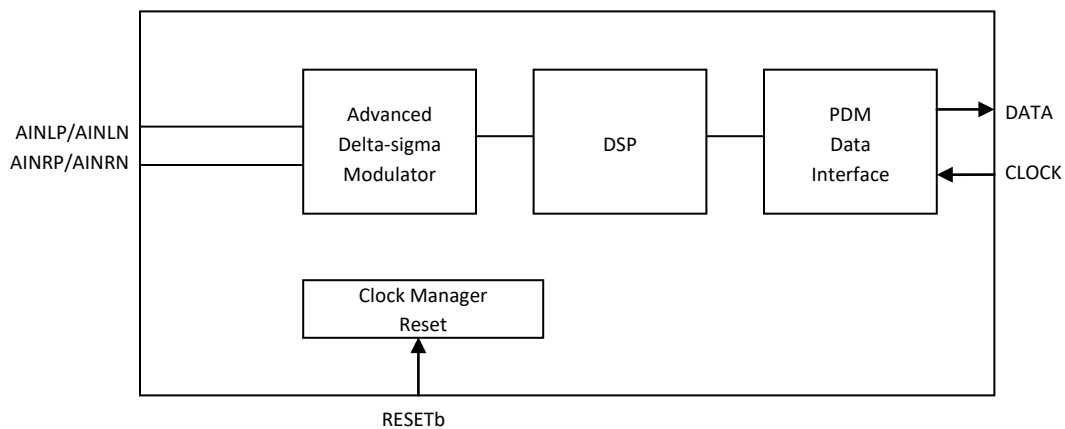 AINLP/AINLN
AINRP/AINRN
Advanced
Delta-sigma
Modulator
DSP
PDM
Data
Interface
DATA
CLOCK
Clock Manager
Reset
RESETb